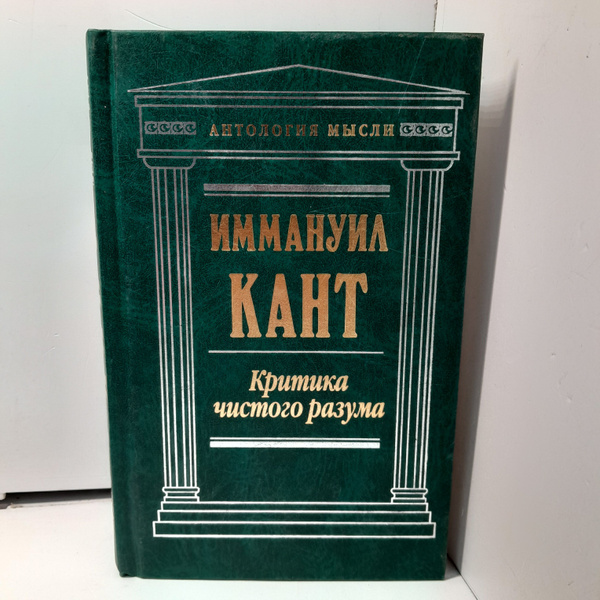 АНТОЛОГИЯ МЫСЛИ
ИММАНУИЛ
КАНТ
Критика
чистого разума